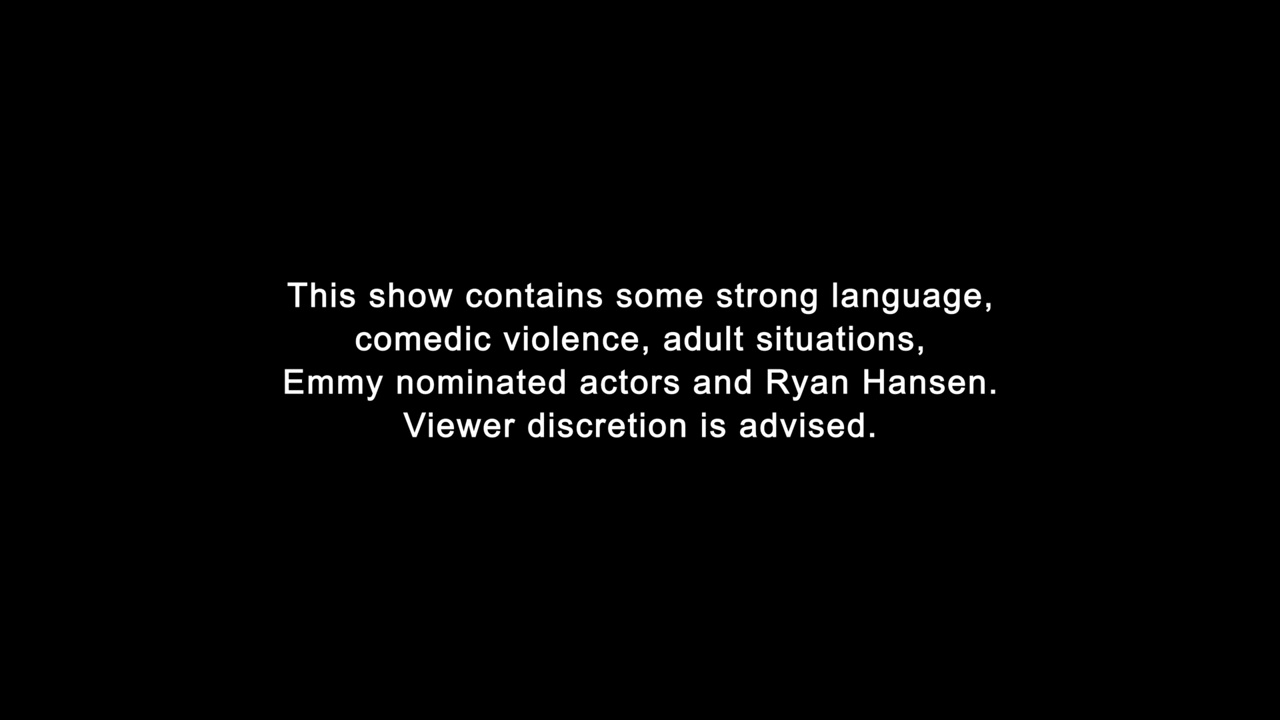 This show contains some strong language,
comedic violence, adult situations,
Emmy nominated actors and Ryan Hansen.
Viewer discretion is advised.